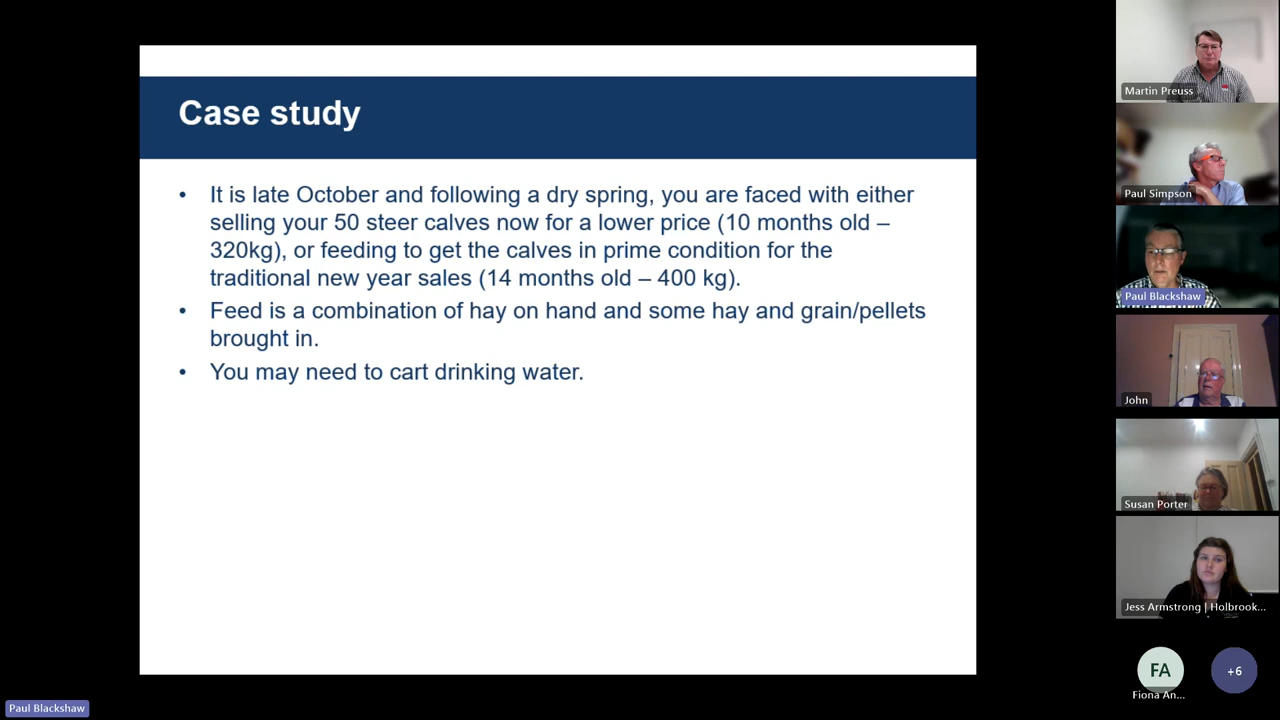 Case study
• It is late October and following a dry spring, you are faced with either
selling your 50 steer calves now for a lower price (10 months old –
320kg), or feeding to get the calves in prime condition for the
traditional new year sales (14 months old – 400 kg).
• Feed is a combination of hay on hand and some hay and grain/pellets
brought in.
• You may need to cart drinking water.
Martin Preuss
Paul Simpson
Paul Blackshaw
John
Susan Porter
Jess Armstrong | Holbrook...
FA
Fiona An...
+6
Paul Blackshaw